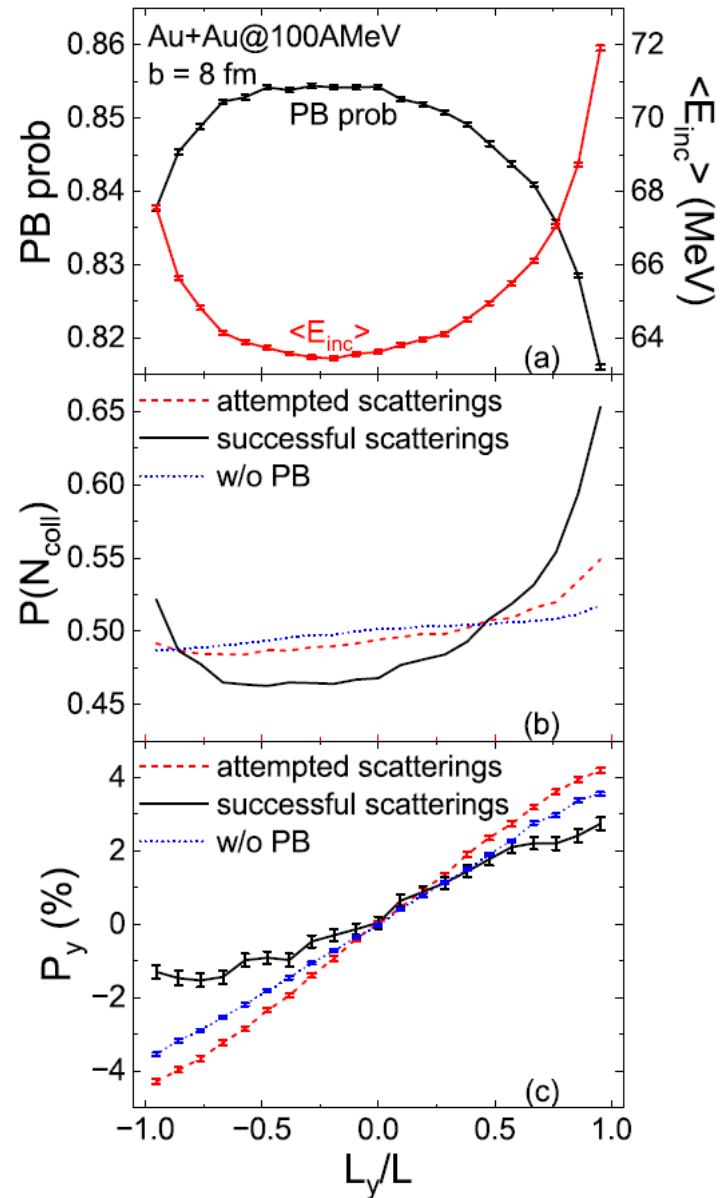 Au+Au@100AMeV
b = 8 fm
PB prob
<E_inc>
(a)
PB prob
0.86
0.85
0.84
0.83
0.82
72
70
68
66
64
<E_inc> (MeV)
attempted scatterings
successful scatterings
w/o PB
(b)
P(N_coll)
0.65
0.60
0.55
0.50
0.45
attempted scatterings
successful scatterings
w/o PB
(c)
P_y (%)
4
2
0
−2
−4
−1.0 −0.5 0.0 0.5 1.0
L_y/L